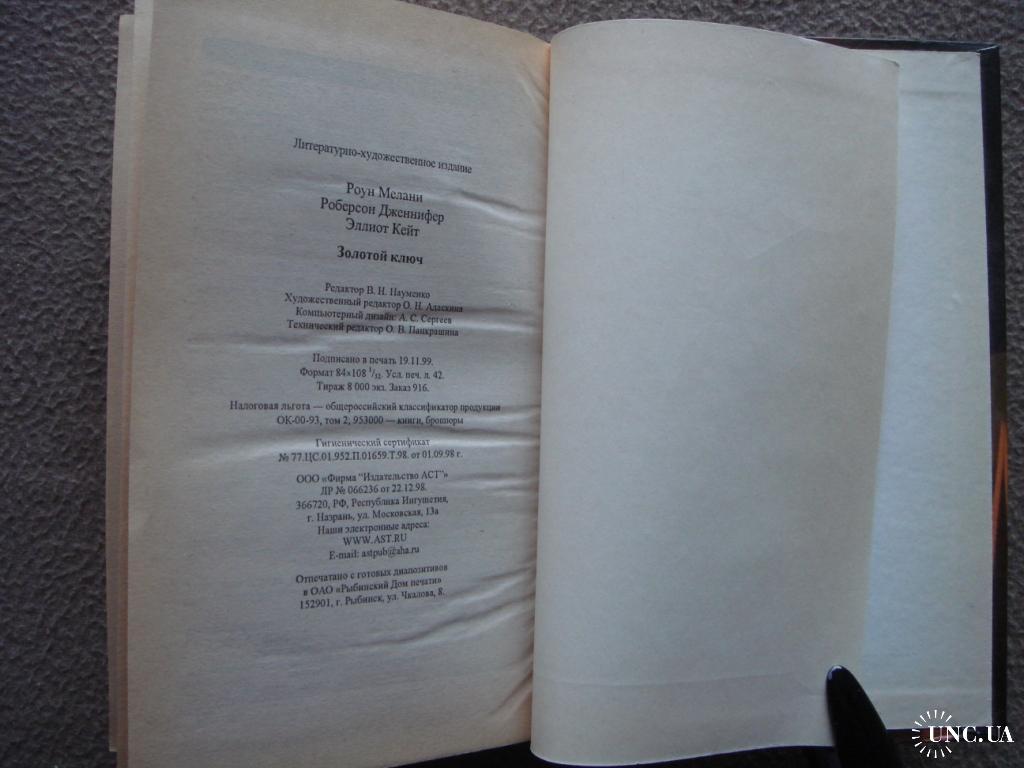 Литературно-художественное издание
Роун Мелани
Роберсон Дженнифер
Эллиот Кейт
Золотой ключ
Редактор В. Н. Науменко
Художественный редактор О. Н. Адаскина
Компьютерный дизайн: А. С. Сергеев
Технический редактор О. В. Панкрашина
Подписано в печать 19.11.99.
Формат 84×108 1/32. Усл. печ. л. 42.
Тираж 8 000 экз. Заказ 916.
Налоговая льгота — общероссийский классификатор продукции
ОК-00-93, том 2; 953000 — книги, брошюры
Гигиенический сертификат
№ 77.ЦС.01.952.П.01659.Т.98. от 01.09.98 г.
ООО «Фирма “Издательство АСТ”»
ЛР № 066236 от 22.12.98.
366720, РФ, Республика Ингушетия,
г. Назрань, ул. Московская, 13а
Наши электронные адреса:
WWW.AST.RU
E-mail: astpub@aha.ru
Отпечатано с готовых диапозитивов
в ОАО «Рыбинский Дом печати»
152901, г. Рыбинск, ул. Чкалова, 8.
UNC.UA